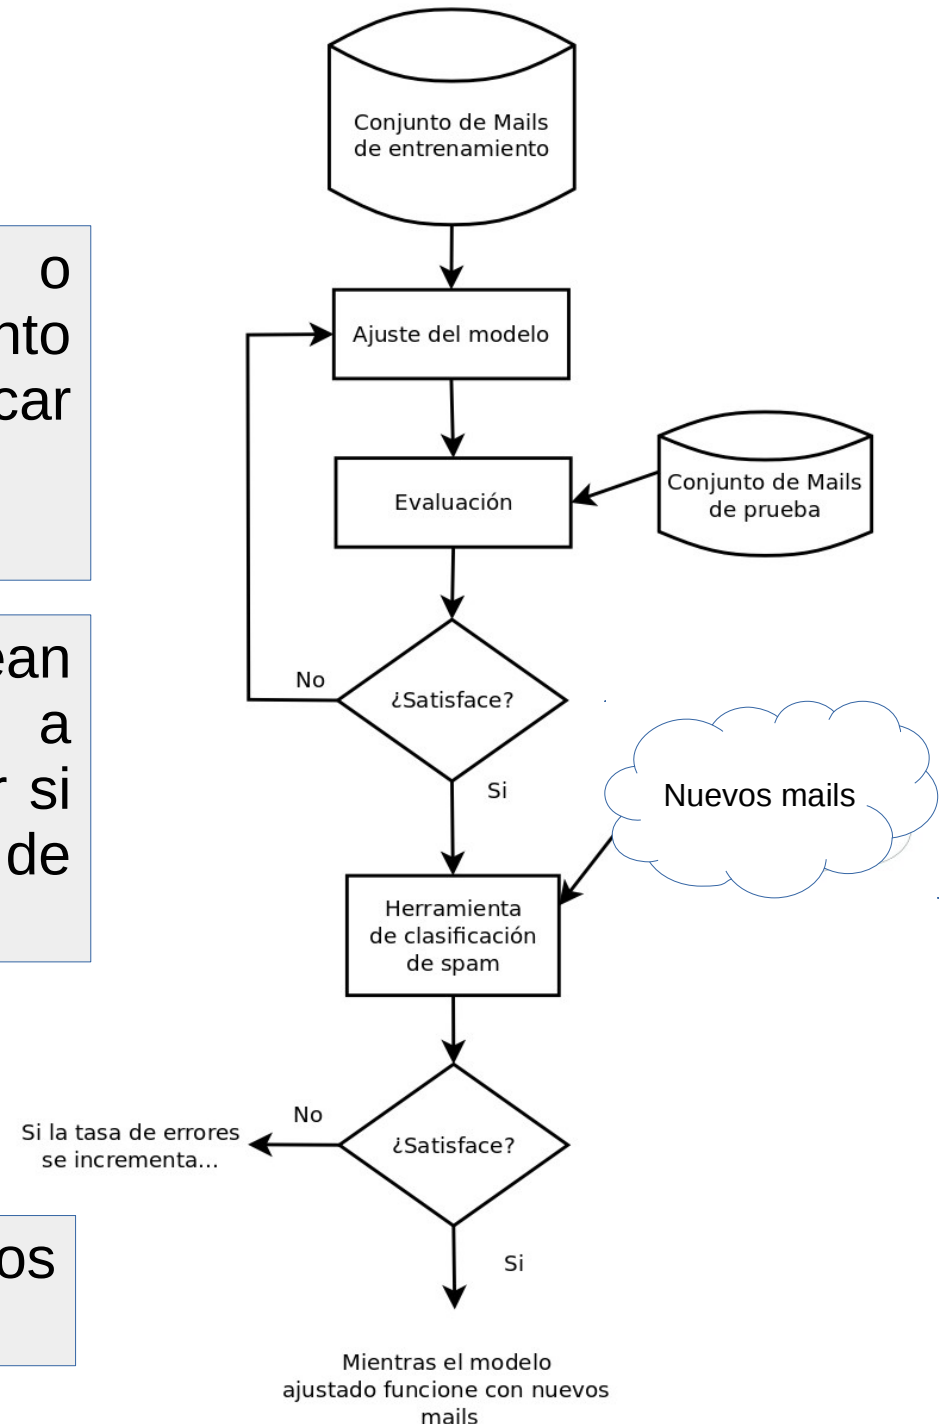 Conjunto de Mails
de entrenamiento
o
nto
car
Ajuste del modelo
Evaluación
Conjunto de Mails
de prueba
ean
a
r si
de
No
¿Satisface?
Si
Nuevos mails
Herramienta
de clasificación
de spam
No
¿Satisface?
Si la tasa de errores
se incrementa...
os
Si
Mientras el modelo
ajustado funcione con nuevos
mails